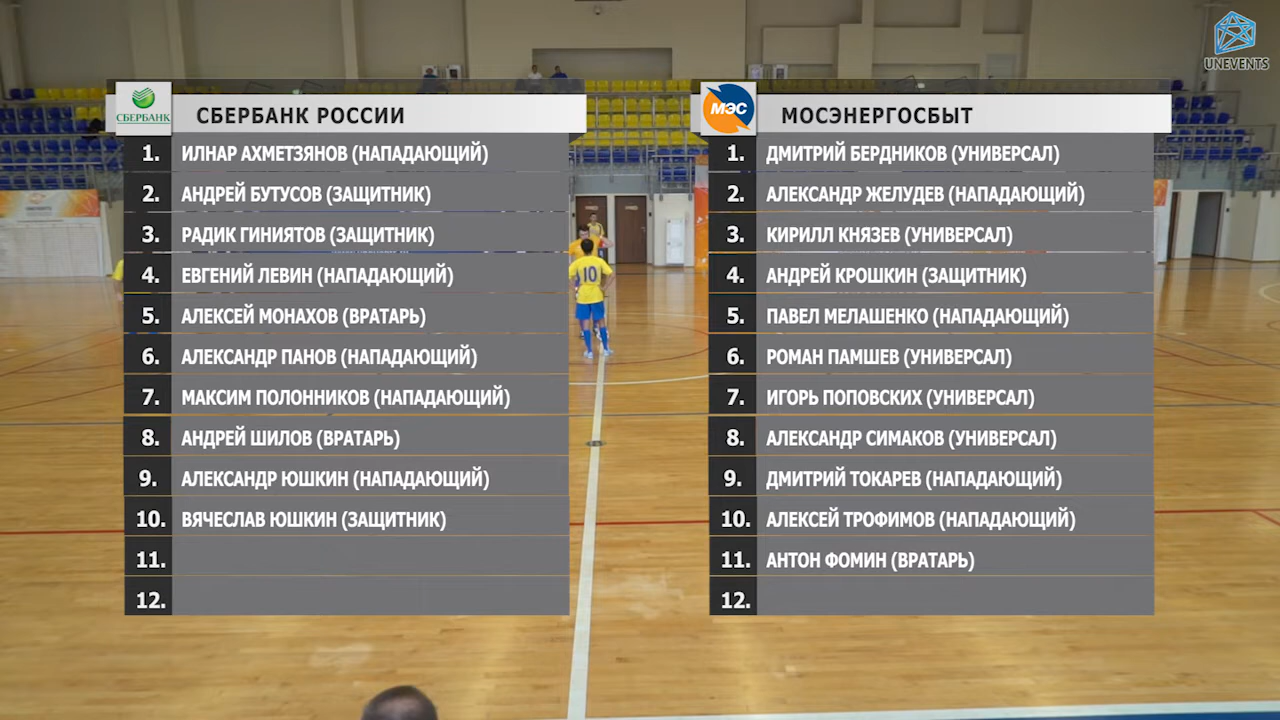 UNEVENTS
СБЕРБАНК
СБЕРБАНК РОССИИ
1. ИЛНАР АХМЕТЗЯНОВ (НАПАДАЮЩИЙ)
2. АНДРЕЙ БУТУСОВ (ЗАЩИТНИК)
3. РАДИК ГИНИЯТОВ (ЗАЩИТНИК)
4. ЕВГЕНИЙ ЛЕВИН (НАПАДАЮЩИЙ)
5. АЛЕКСЕЙ МОНАХОВ (ВРАТАРЬ)
6. АЛЕКСАНДР ПАНОВ (НАПАДАЮЩИЙ)
7. МАКСИМ ПОЛОННИКОВ (НАПАДАЮЩИЙ)
8. АНДРЕЙ ШИЛОВ (ВРАТАРЬ)
9. АЛЕКСАНДР ЮШКИН (НАПАДАЮЩИЙ)
10. ВЯЧЕСЛАВ ЮШКИН (ЗАЩИТНИК)
11.
12.
МЭС
МОСЭНЕРГОСБЫТ
1. ДМИТРИЙ БЕРДНИКОВ (УНИВЕРСАЛ)
2. АЛЕКСАНДР ЖЕЛУДЕВ (НАПАДАЮЩИЙ)
3. КИРИЛЛ КНЯЗЕВ (УНИВЕРСАЛ)
4. АНДРЕЙ КРОШКИН (ЗАЩИТНИК)
5. ПАВЕЛ МЕЛАШЕНКО (НАПАДАЮЩИЙ)
6. РОМАН ПАМШЕВ (УНИВЕРСАЛ)
7. ИГОРЬ ПОПОВСКИХ (УНИВЕРСАЛ)
8. АЛЕКСАНДР СИМАКОВ (УНИВЕРСАЛ)
9. ДМИТРИЙ ТОКАРЕВ (НАПАДАЮЩИЙ)
10. АЛЕКСЕЙ ТРОФИМОВ (НАПАДАЮЩИЙ)
11. АНТОН ФОМИН (ВРАТАРЬ)
12.
10